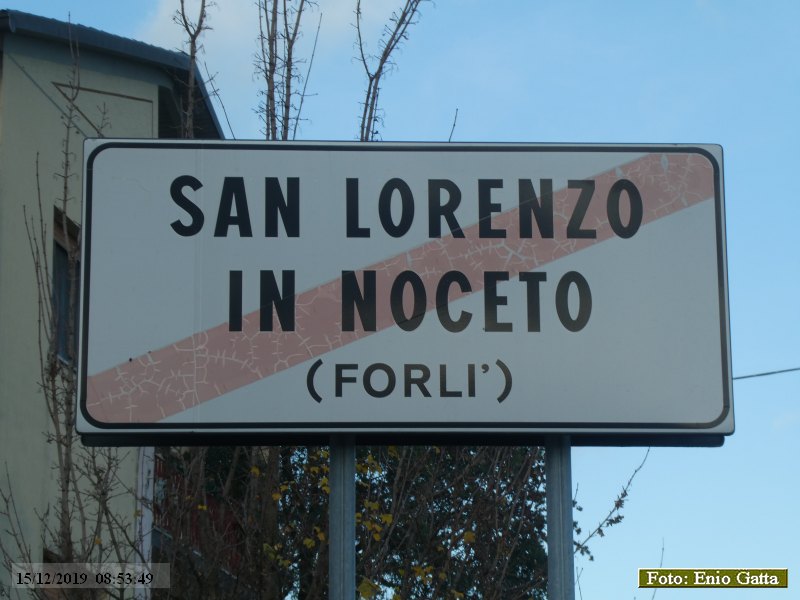 SAN LORENZO
IN NOCETO
(FORLI')
15/12/2019 08:53:49
Foto: Enio Gatta